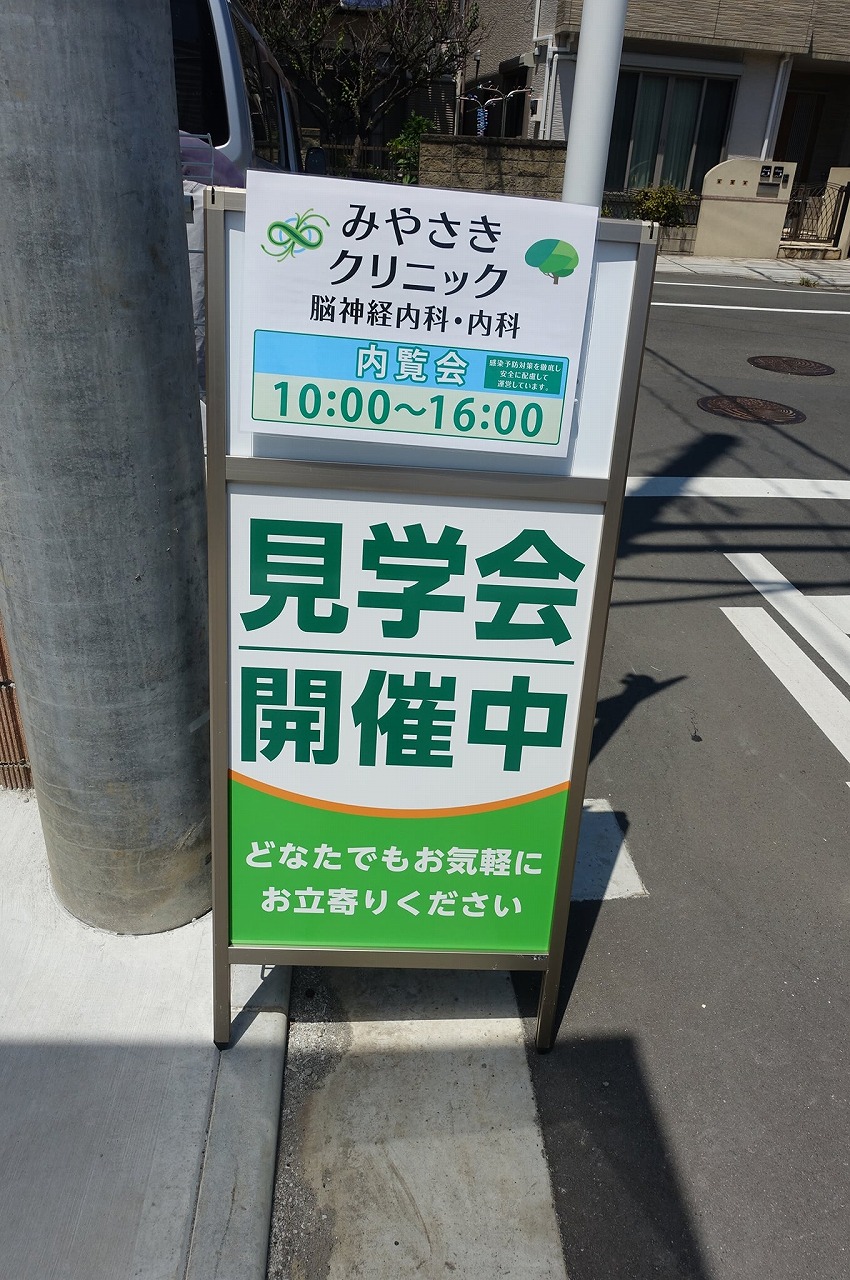 みやさき
クリニック
脳神経内科・内科
内覧会
感染予防対策を徹底し
安全に配慮して
運営しています。
10:00～16:00
見学会
開催中
どなたでもお気軽に
お立寄りください